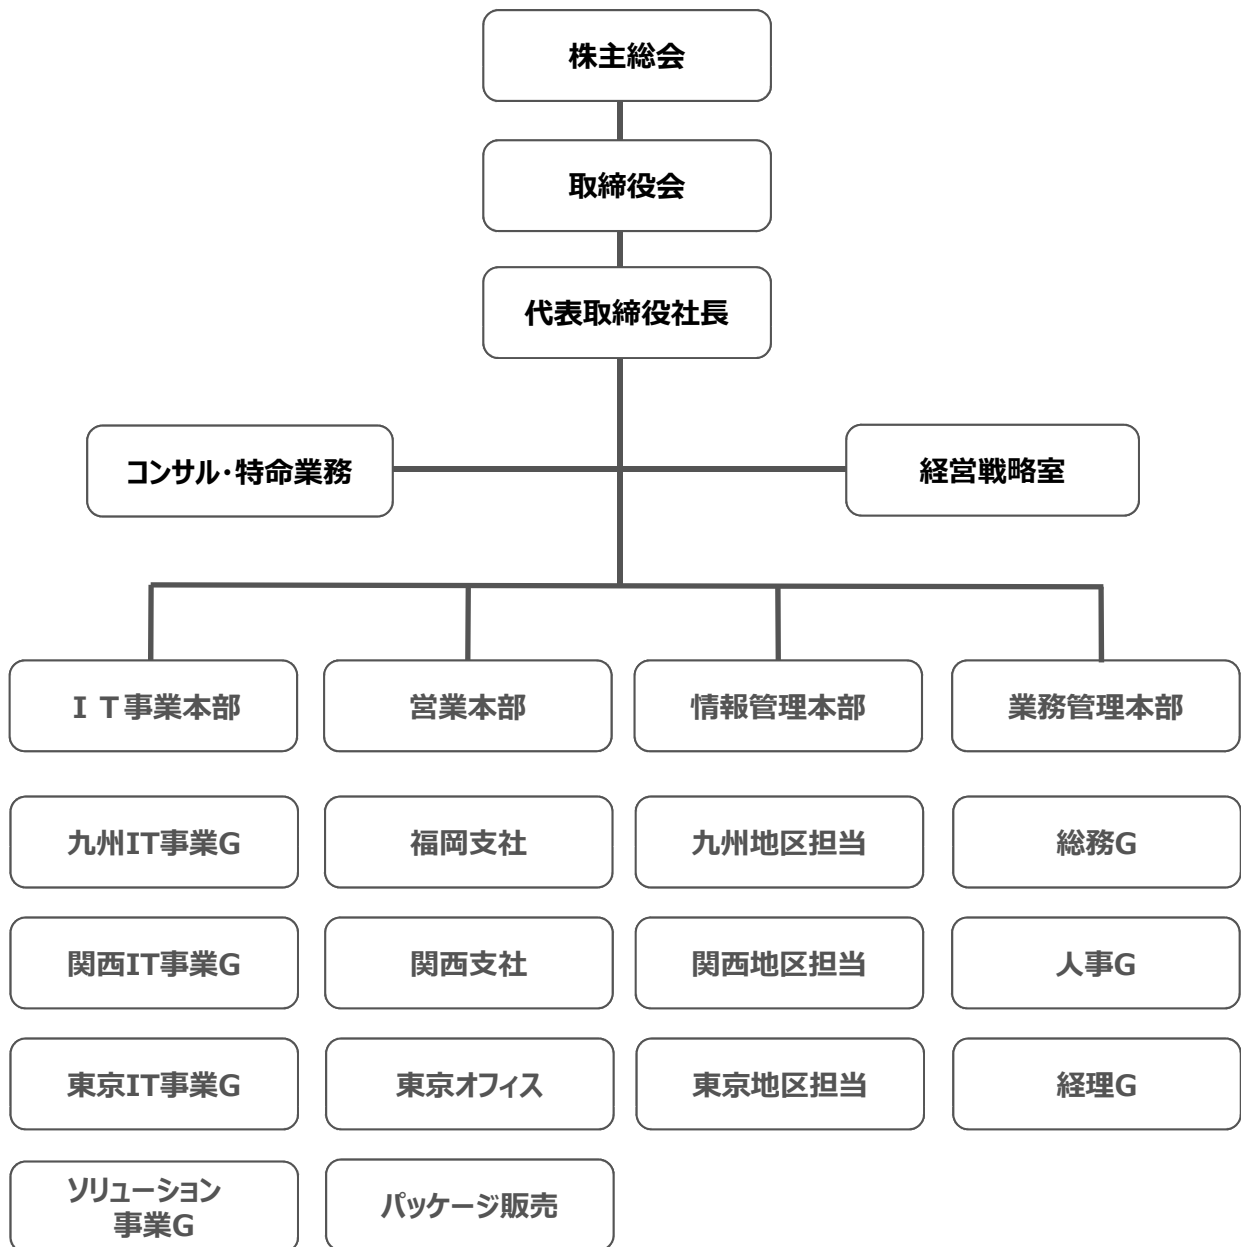 株主総会
取締役会
代表取締役社長
コンサル・特命業務
経営戦略室
ＩＴ事業本部
営業本部
情報管理本部
業務管理本部
九州IT事業G
福岡支社
九州地区担当
総務G
関西IT事業G
関西支社
関西地区担当
人事G
東京IT事業G
東京オフィス
東京地区担当
経理G
ソリューション
事業G
パッケージ販売